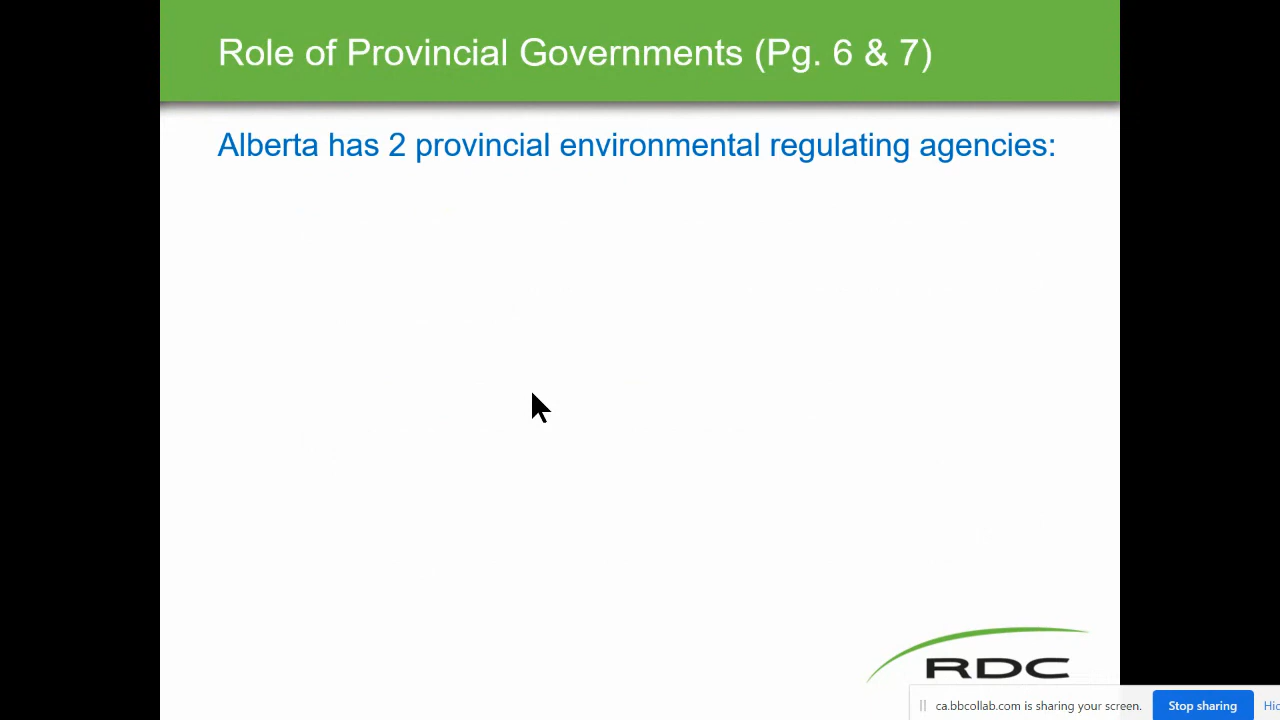 Role of Provincial Governments (Pg. 6 & 7)
Alberta has 2 provincial environmental regulating agencies:
RDC
ca.bbcollab.com is sharing your screen.
Stop sharing
Hic